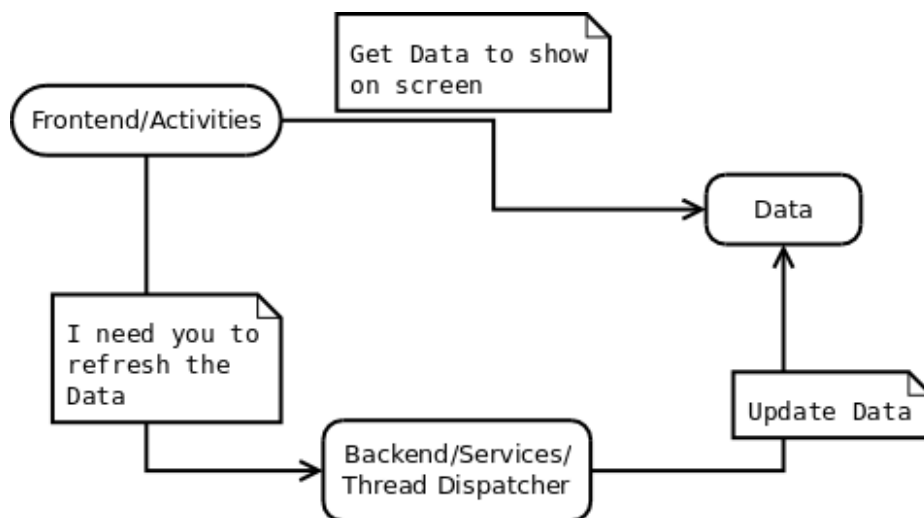 Get Data to show
on screen
Frontend/Activities
Data
I need you to
refresh the
Data
Update Data
Backend/Services/
Thread Dispatcher